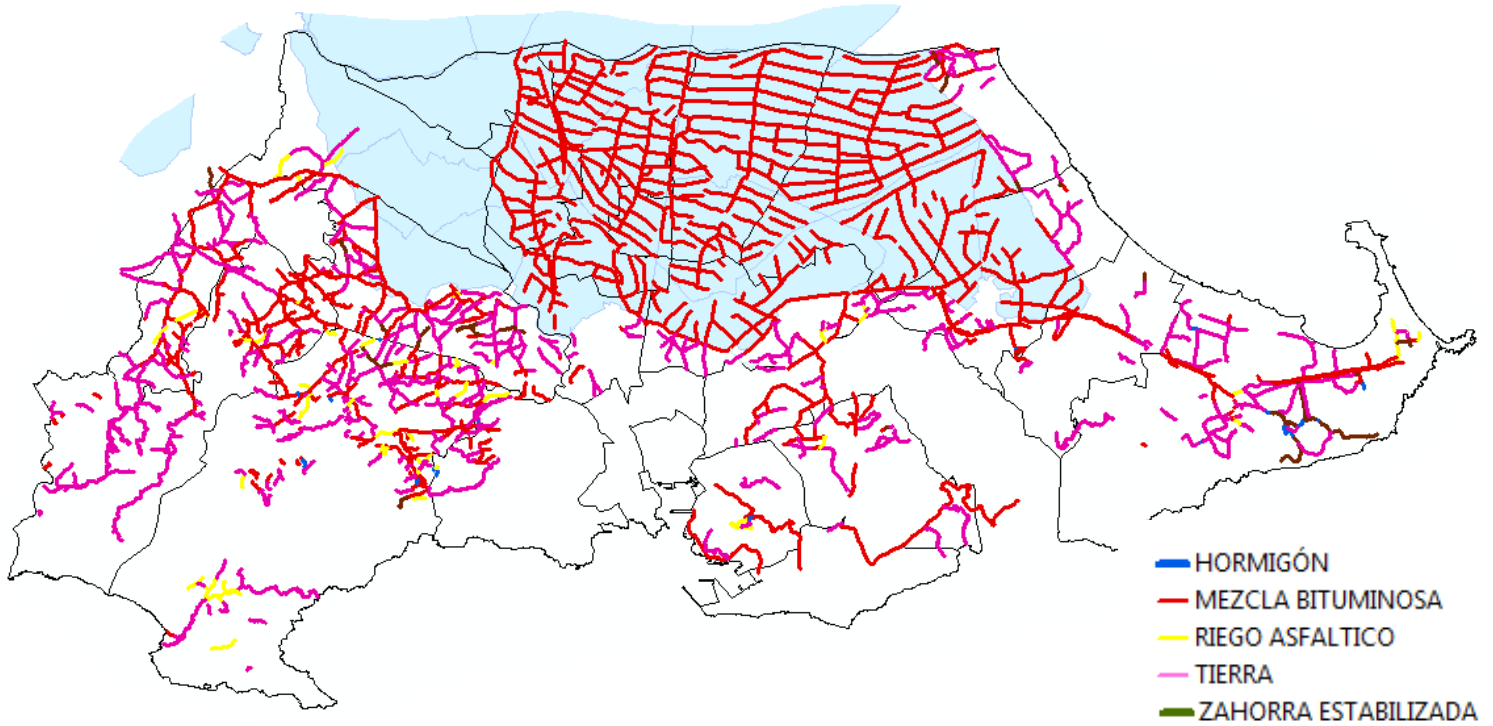 HORMIGÓN
MEZCLA BITUMINOSA
RIEGO ASFALTICO
TIERRA
ZAHORRA ESTABILIZADA